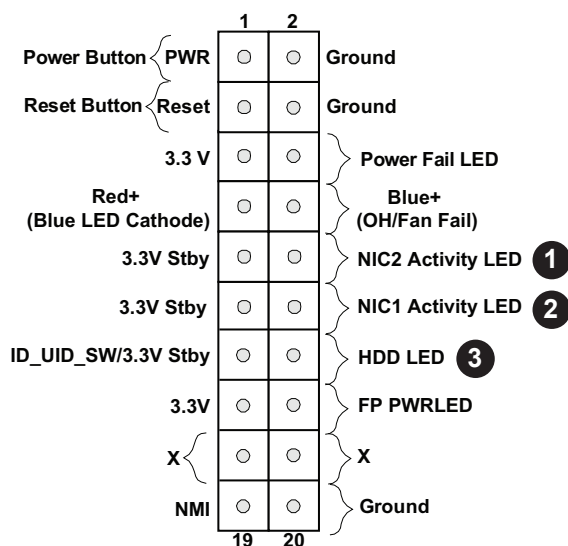 1 2
Power Button PWR Ground
Reset Button Reset Ground
3.3 V Power Fail LED
Red+ Blue+
(Blue LED Cathode) (OH/Fan Fail)
3.3V Stby NIC2 Activity LED 1
3.3V Stby NIC1 Activity LED 2
ID_UID_SW/3.3V Stby HDD LED 3
3.3V FP PWRLED
X X
NMI Ground
19 20